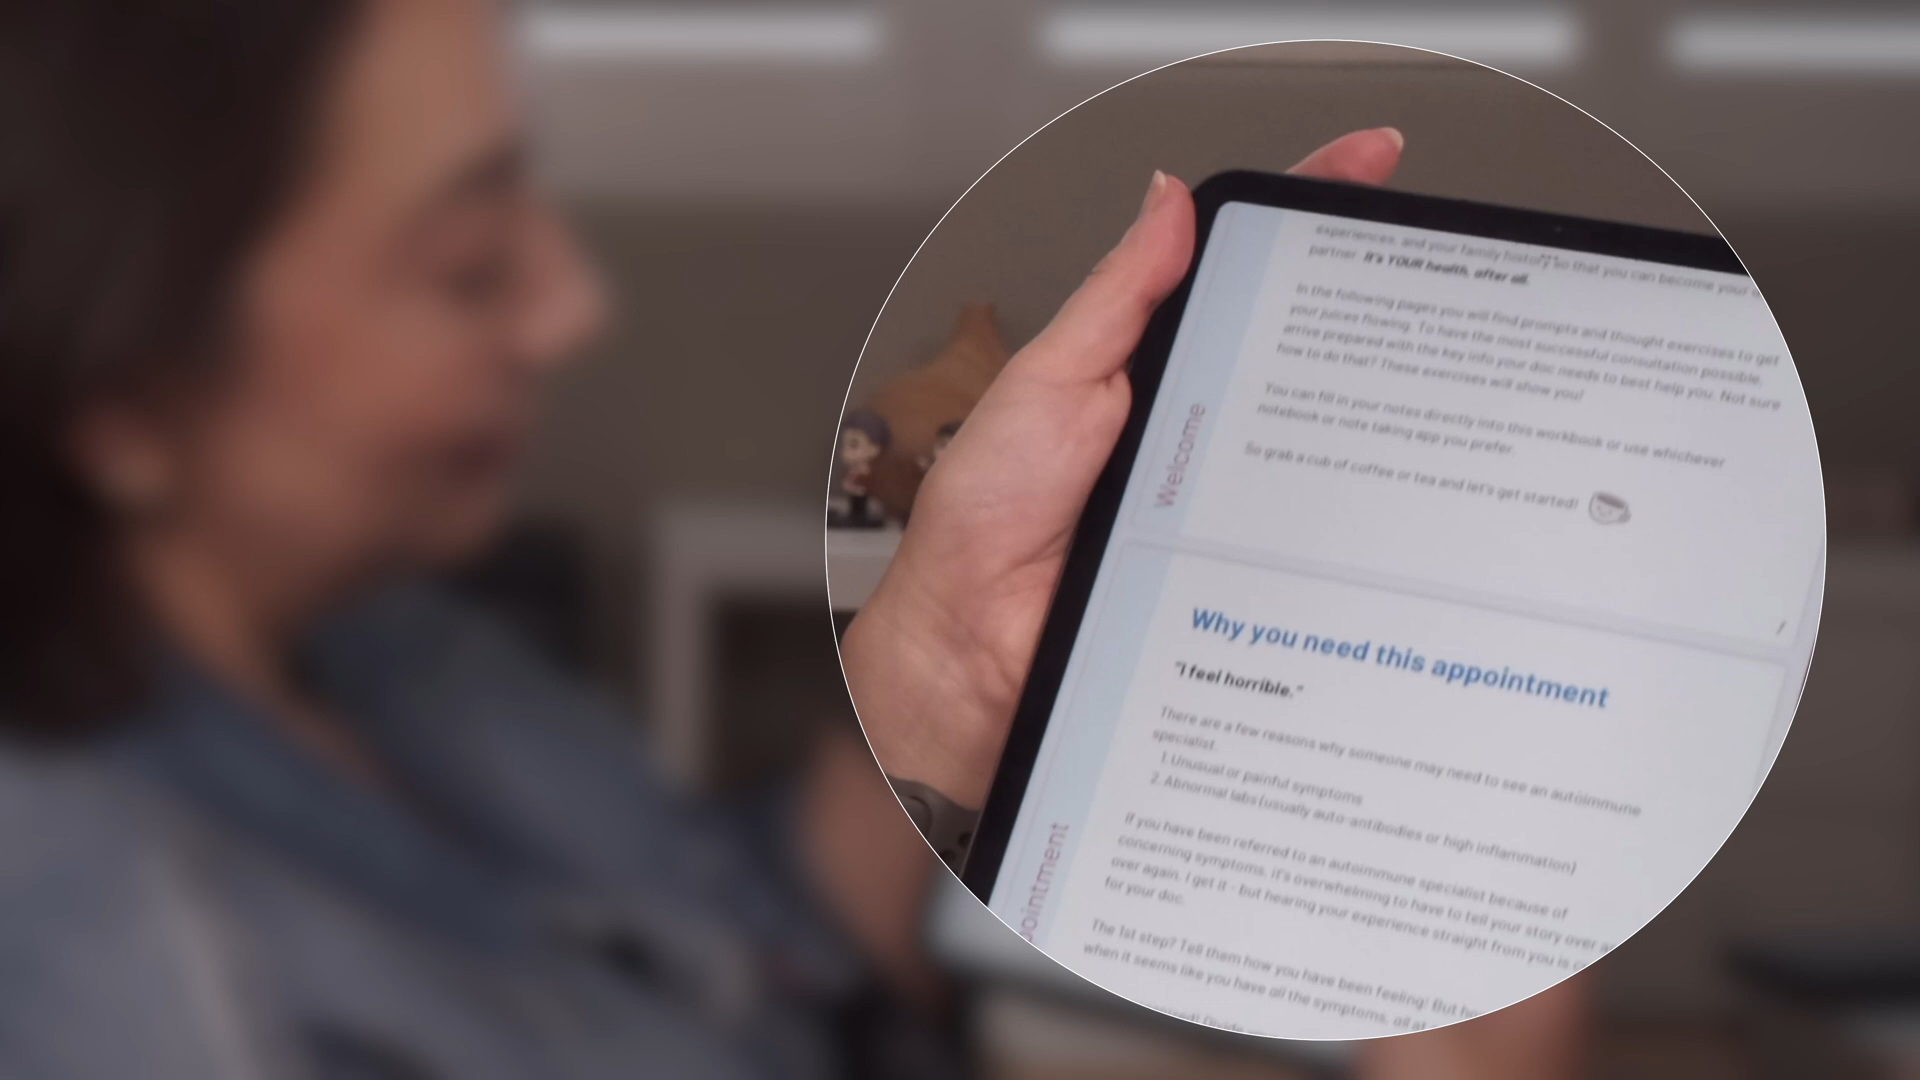 experiences, and your family history so that you can become your
partner. It's YOUR health, after all.
In the following pages you will find prompts and thought exercises to get
your juices flowing. To have the most successful consultation possible,
arrive prepared with the key info your doc needs to best help you. Not sure
how to do that? These exercises will show you!
You can fill in your notes directly into this workbook or use whichever
notebook or note taking app you prefer.
So grab a cub of coffee or tea and let's get started!
Welcome
1
Why you need this appointment
"I feel horrible."
There are a few reasons why someone may need to see an autoimmune
specialist.
1. Unusual or painful symptoms
2. Abnormal labs (usually auto-antibodies or high inflammation)
If you have been referred to an autoimmune specialist because of
concerning symptoms, it's overwhelming to have to tell your story over a
over again. I get it - but hearing your experience straight from you is c
for your doc.
The 1st step? Tell them how you have been feeling! But
when it seems like you have all the symptoms, all at
pointment